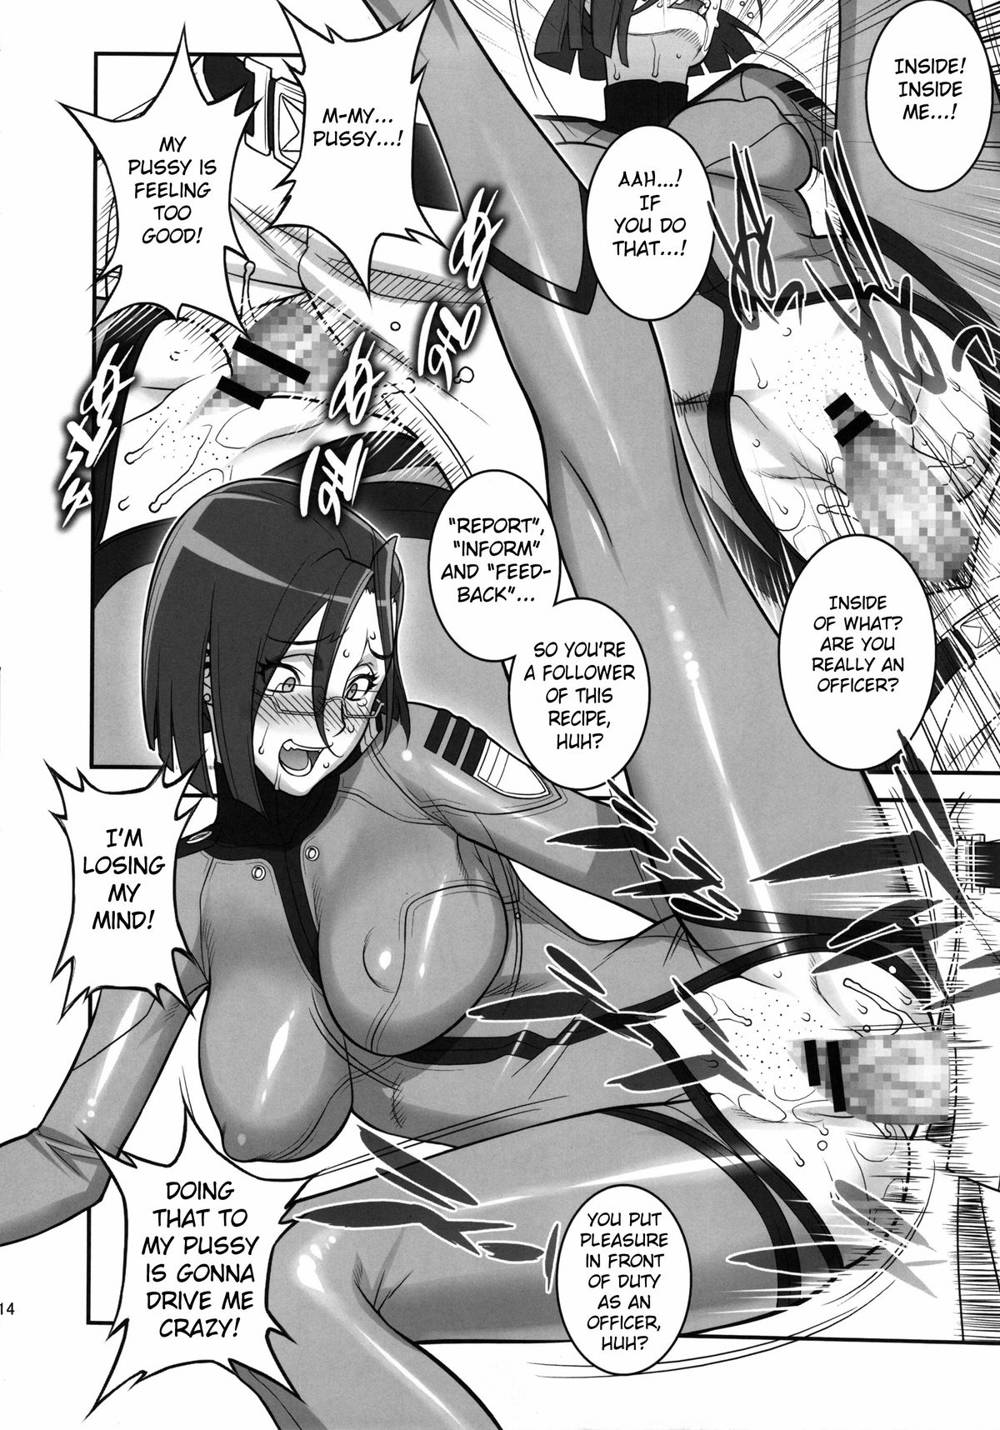 INSIDE!
INSIDE
ME...!
AAH...!
IF
YOU DO
THAT...!
M-MY...
PUSSY...!
MY
PUSSY IS
FEELING
TOO
GOOD!
INSIDE
OF WHAT?
ARE YOU
REALLY AN
OFFICER?
"REPORT",
"INFORM"
AND "FEED-
BACK"...
SO YOU'RE
A FOLLOWER
OF THIS
RECIPE,
HUH?
I'M
LOSING
MY
MIND!
DOING
THAT TO
MY PUSSY
IS GONNA
DRIVE ME
CRAZY!
YOU PUT
PLEASURE
IN FRONT
OF DUTY
AS AN
OFFICER,
HUH?
14